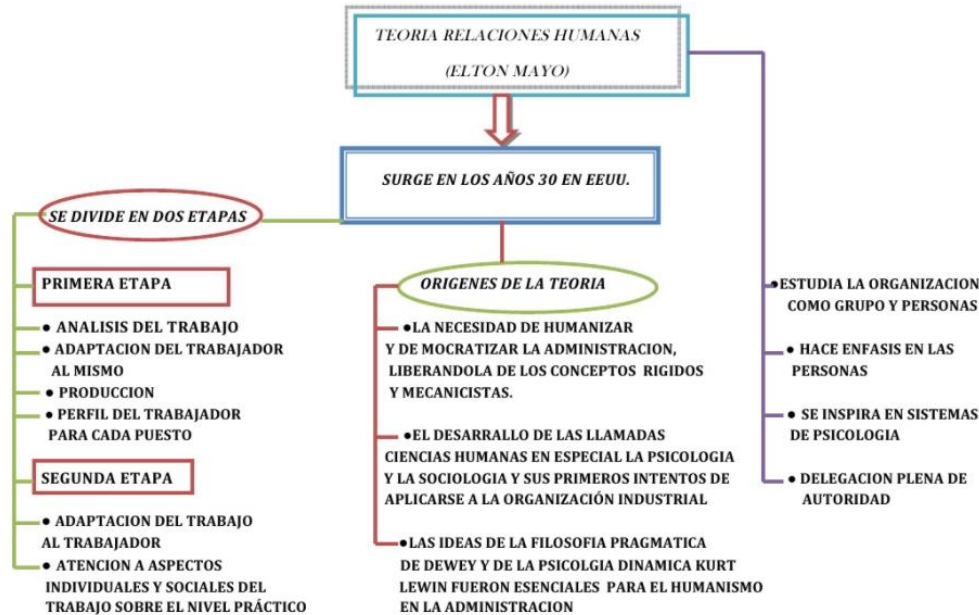 TEORIA RELACIONES HUMANAS
(ELTON MAYO)
SURGE EN LOS AÑOS 30 EN EEUU.
SE DIVIDE EN DOS ETAPAS
PRIMERA ETAPA
● ANALISIS DEL TRABAJO
● ADAPTACION DEL TRABAJADOR
AL MISMO
● PRODUCCION
● PERFIL DEL TRABAJADOR
PARA CADA PUESTO
SEGUNDA ETAPA
● ADAPTACION DEL TRABAJO
AL TRABAJADOR
● ATENCION A ASPECTOS
INDIVIDUALES Y SOCIALES DEL
TRABAJO SOBRE EL NIVEL PRÁCTICO
ORIGENES DE LA TEORIA
●LA NECESIDAD DE HUMANIZAR
Y DE MOCRATIZAR LA ADMINISTRACION,
LIBERANDOLA DE LOS CONCEPTOS RIGIDOS
Y MECANICISTAS.
●EL DESARROLLO DE LAS LLAMADAS
CIENCIAS HUMANAS EN ESPECIAL LA PSICOLOGIA
Y LA SOCIOLOGIA Y SUS PRIMEROS INTENTOS DE
APLICARSE A LA ORGANIZACIÓN INDUSTRIAL
●LAS IDEAS DE LA FILOSOFIA PRAGMATICA
DE DEWEY Y DE LA PSICOLGIA DINAMICA KURT
LEWIN FUERON ESENCIALES PARA EL HUMANISMO
EN LA ADMINISTRACION
●ESTUDIA LA ORGANIZACION
COMO GRUPO Y PERSONAS
● HACE ENFASIS EN LAS
PERSONAS
● SE INSPIRA EN SISTEMAS
DE PSICOLOGIA
● DELEGACION PLENA DE
AUTORIDAD